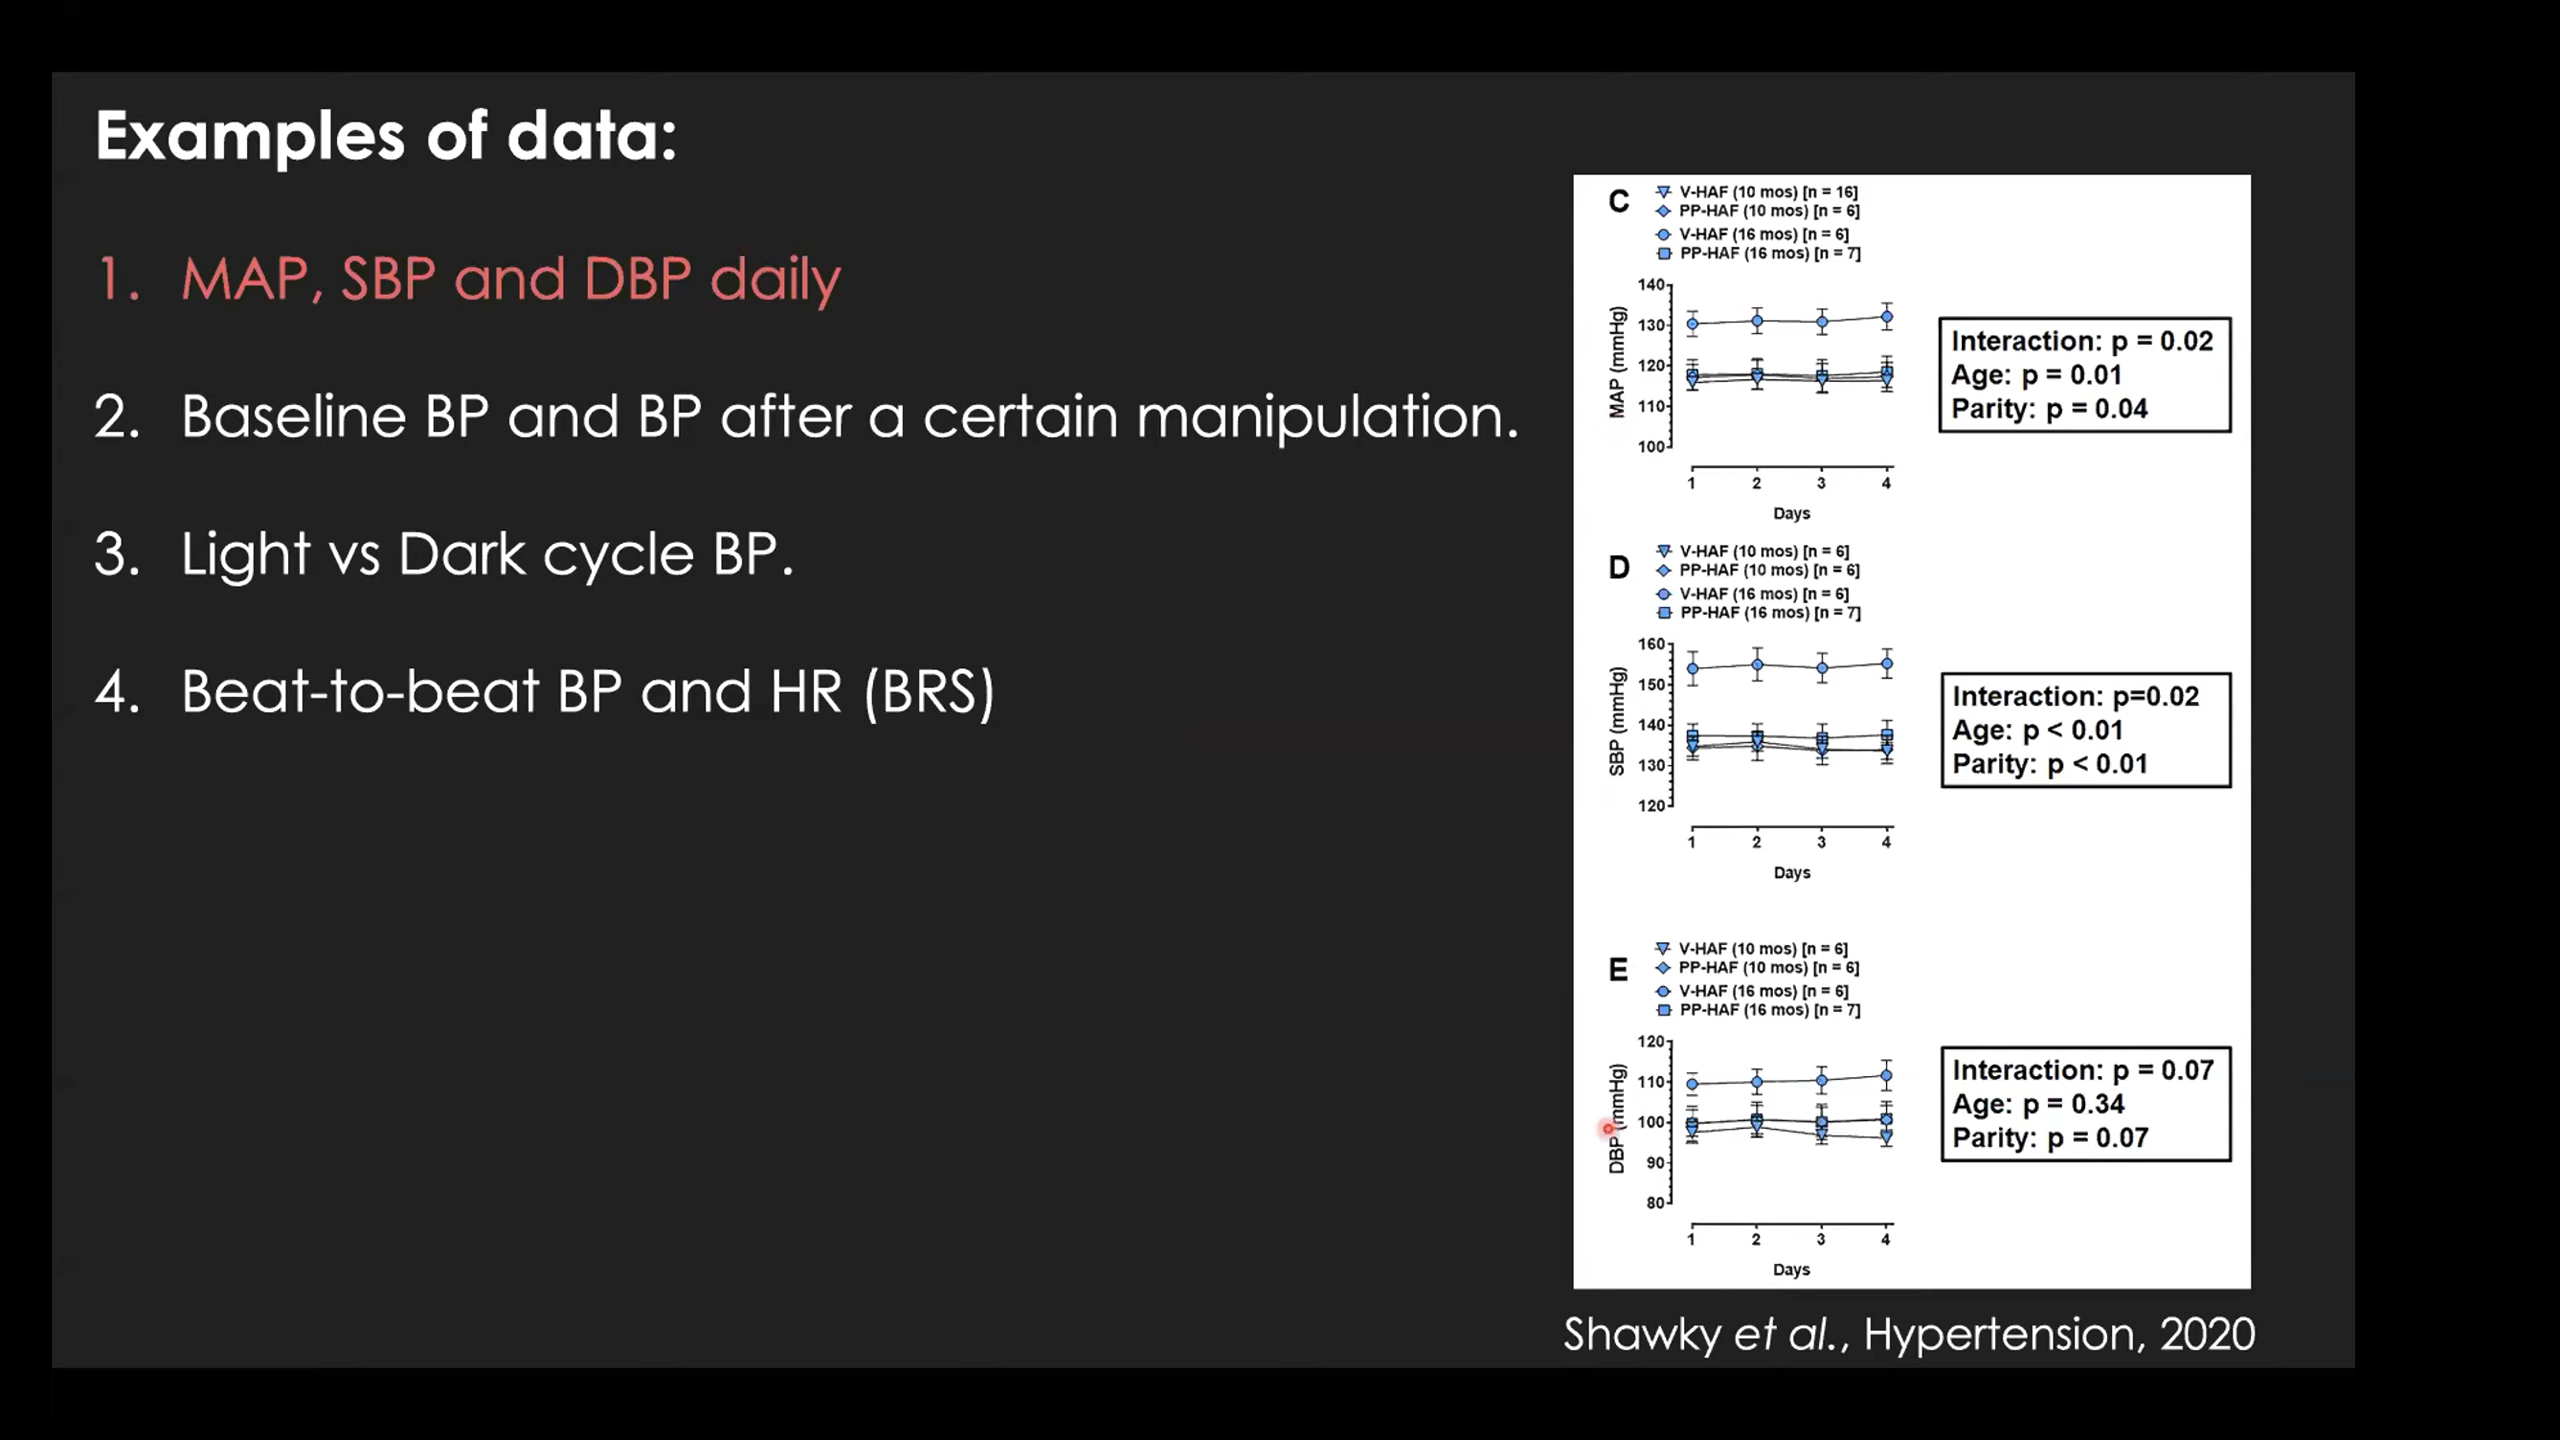 Examples of data:
1. MAP, SBP and DBP daily
2. Baseline BP and BP after a certain manipulation.
3. Light vs Dark cycle BP.
4. Beat-to-beat BP and HR (BRS)
C
V-HAF (10 mos) [n = 16]
PP-HAF (10 mos) [n = 6]
V-HAF (16 mos) [n = 6]
PP-HAF (16 mos) [n = 7]
MAP (mmHg)
140
130
120
110
100
1 2 3 4
Days
Interaction: p = 0.02
Age: p = 0.01
Parity: p = 0.04
D
V-HAF (10 mos) [n = 6]
PP-HAF (10 mos) [n = 6]
V-HAF (16 mos) [n = 6]
PP-HAF (16 mos) [n = 7]
SBP (mmHg)
160
150
140
130
120
1 2 3 4
Days
Interaction: p=0.02
Age: p < 0.01
Parity: p < 0.01
E
V-HAF (10 mos) [n = 6]
PP-HAF (10 mos) [n = 6]
V-HAF (16 mos) [n = 6]
PP-HAF (16 mos) [n = 7]
DBP (mmHg)
120
110
100
90
80
1 2 3 4
Days
Interaction: p = 0.07
Age: p = 0.34
Parity: p = 0.07
Shawky et al., Hypertension, 2020